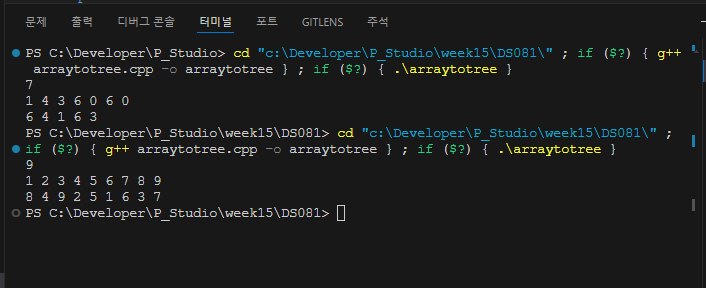 문제 출력 디버그 콘솔 터미널 포트 GITLENS 주석
PS C:\Developer\P_Studio> cd "c:\Developer\P_Studio\week15\DS081\" ; if ($?) { g++
arraytotree.cpp -o arraytotree } ; if ($?) { .\arraytotree }
7
1 4 3 6 0 6 0
6 4 1 6 3
PS C:\Developer\P_Studio\week15\DS081> cd "c:\Developer\P_Studio\week15\DS081\" ;
if ($?) { g++ arraytotree.cpp -o arraytotree } ; if ($?) { .\arraytotree }
9
1 2 3 4 5 6 7 8 9
8 4 9 2 5 1 6 3 7
PS C:\Developer\P_Studio\week15\DS081>